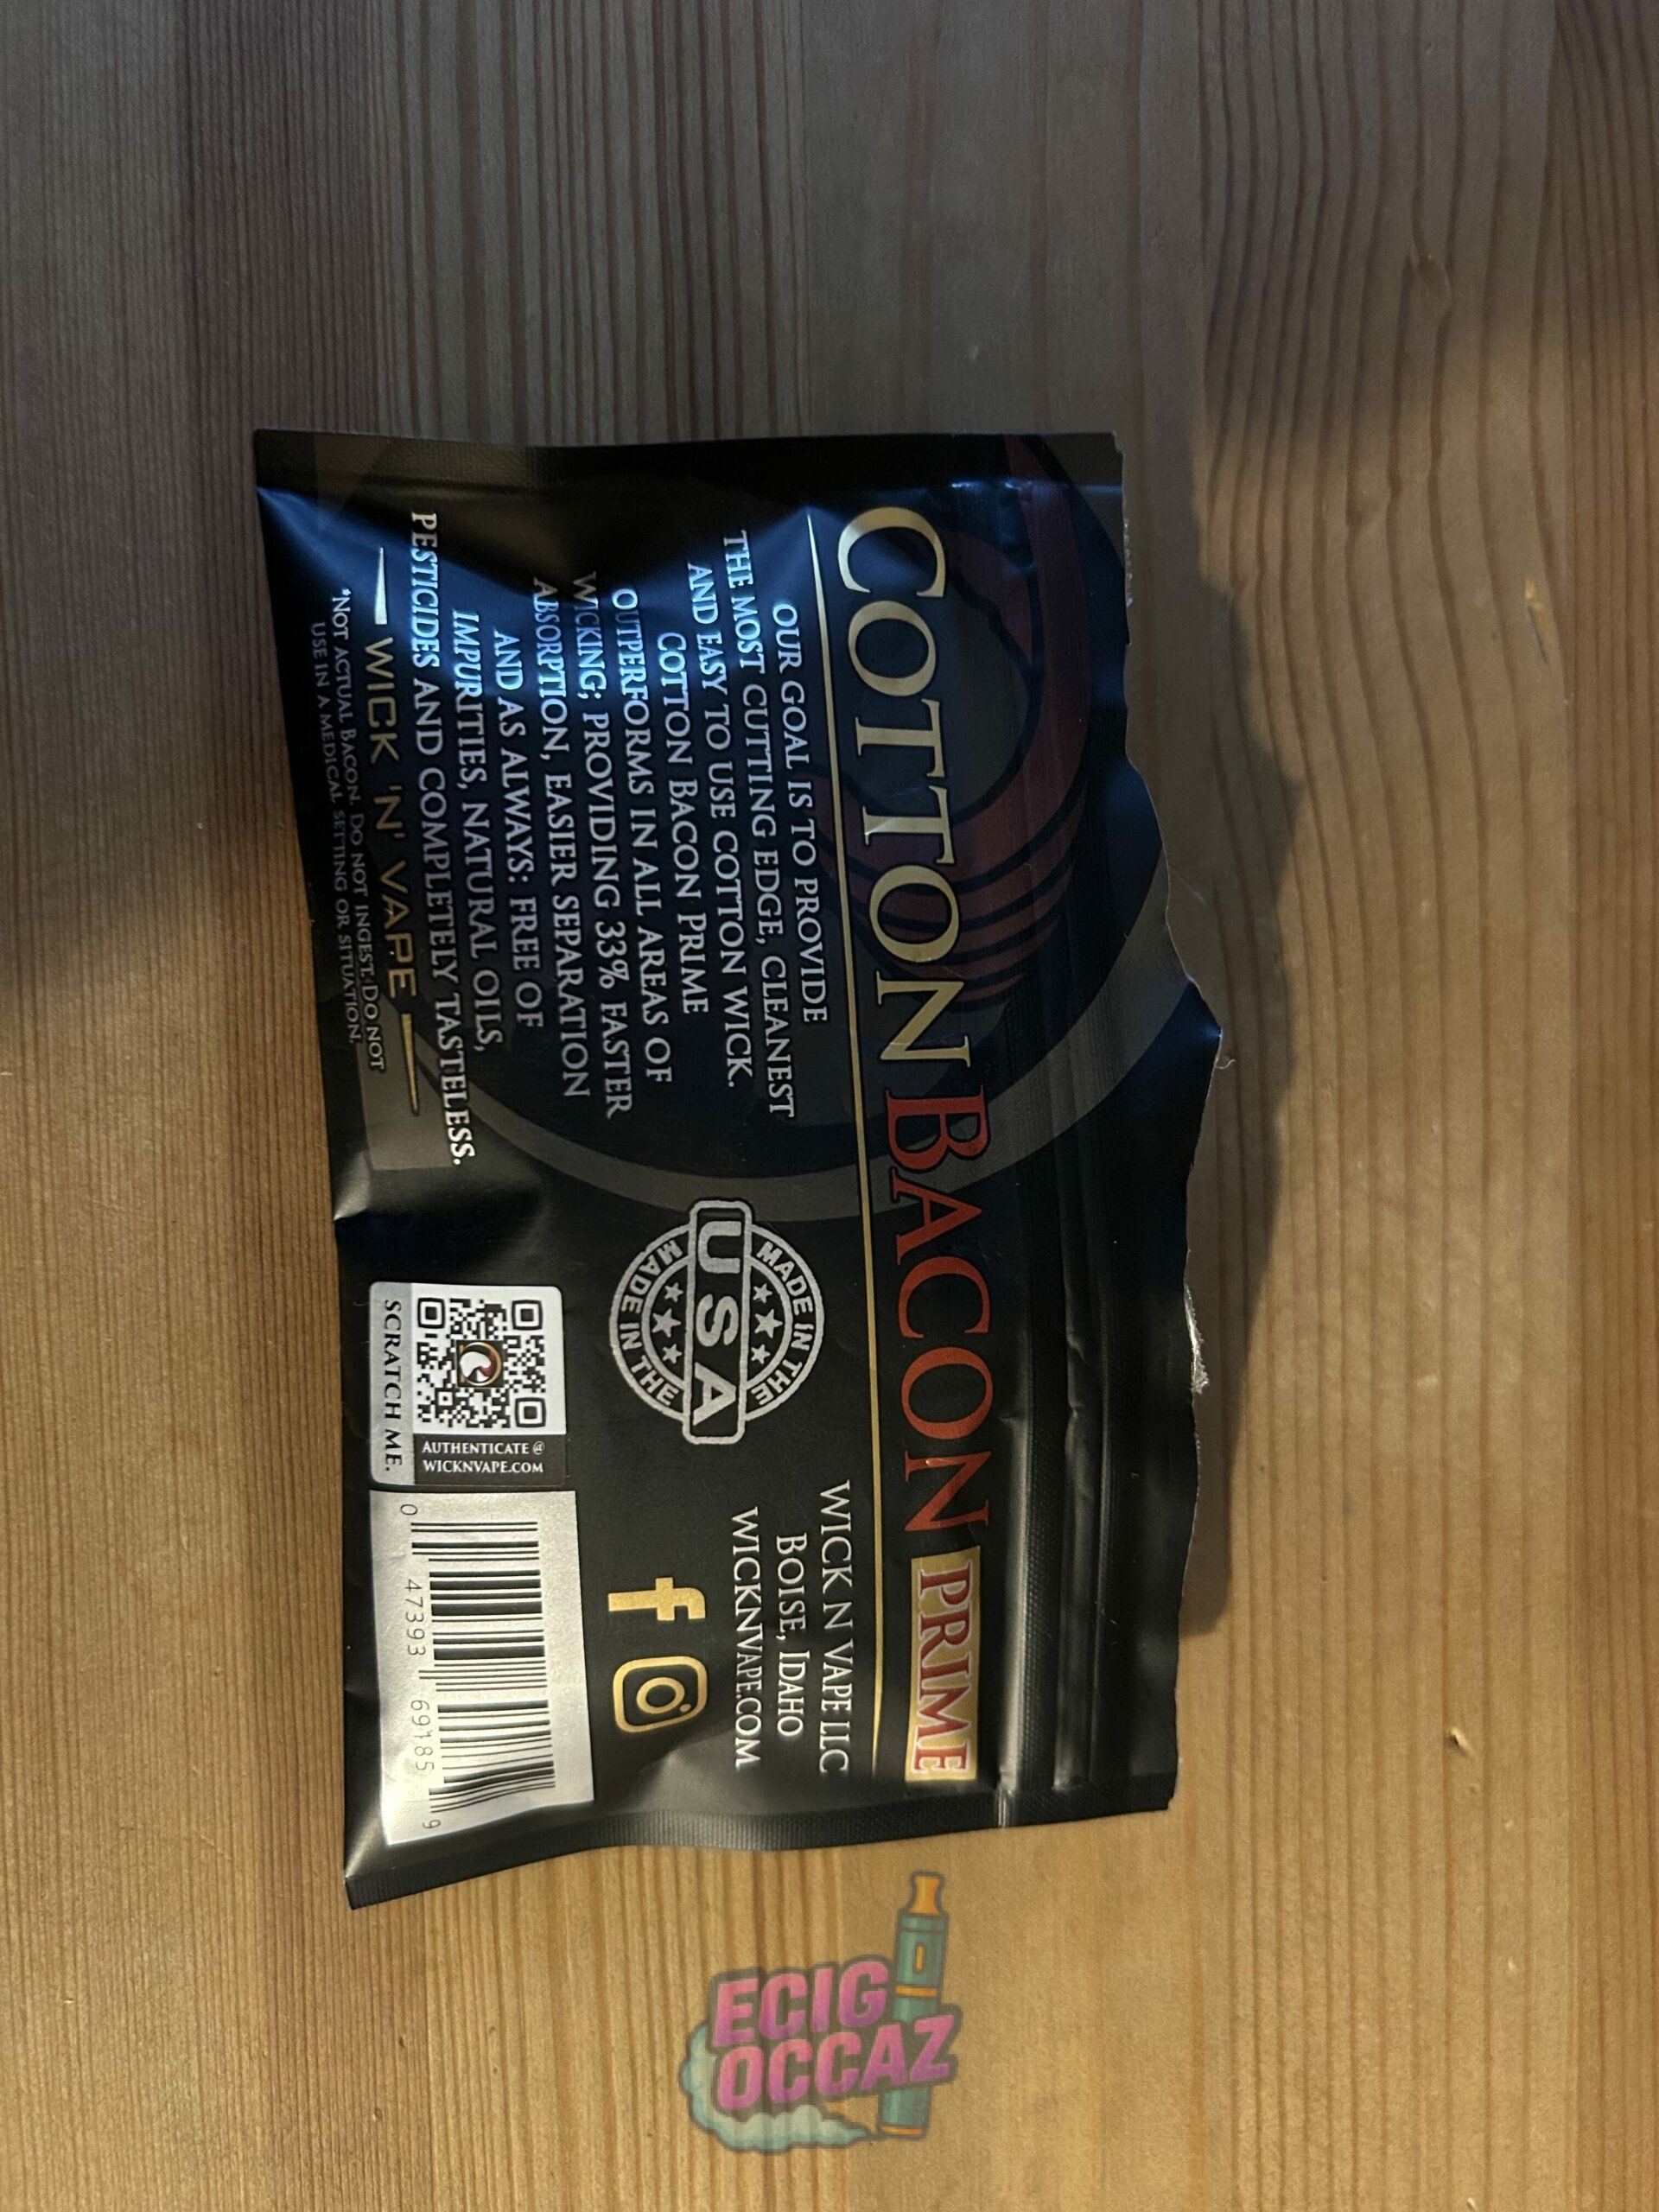 COTTON BACON PRIME
OUR GOAL IS TO PROVIDE
THE MOST CUTTING EDGE, CLEANEST
AND EASY TO USE COTTON WICK.
COTTON BACON PRIME
OUTPERFORMS IN ALL AREAS OF
WICKING; PROVIDING 33% FASTER
ABSORPTION, EASIER SEPARATION
AND AS ALWAYS: FREE OF
IMPURITIES, NATURAL OILS,
PESTICIDES AND COMPLETELY TASTELESS.
WICK 'N' VAPE
*NOT ACTUAL BACON. DO NOT INGEST. DO NOT
USE IN A MEDICAL SETTING OR SITUATION.
MADE IN THE
USA
MADE IN THE
WICK N VAPE LLC
BOISE, IDAHO
WICKNVAPE.COM
f
AUTHENTICATE @
WICKNVAPE.COM
SCRATCH ME.
0 47393 69185 9
ECIG
OCCAZ